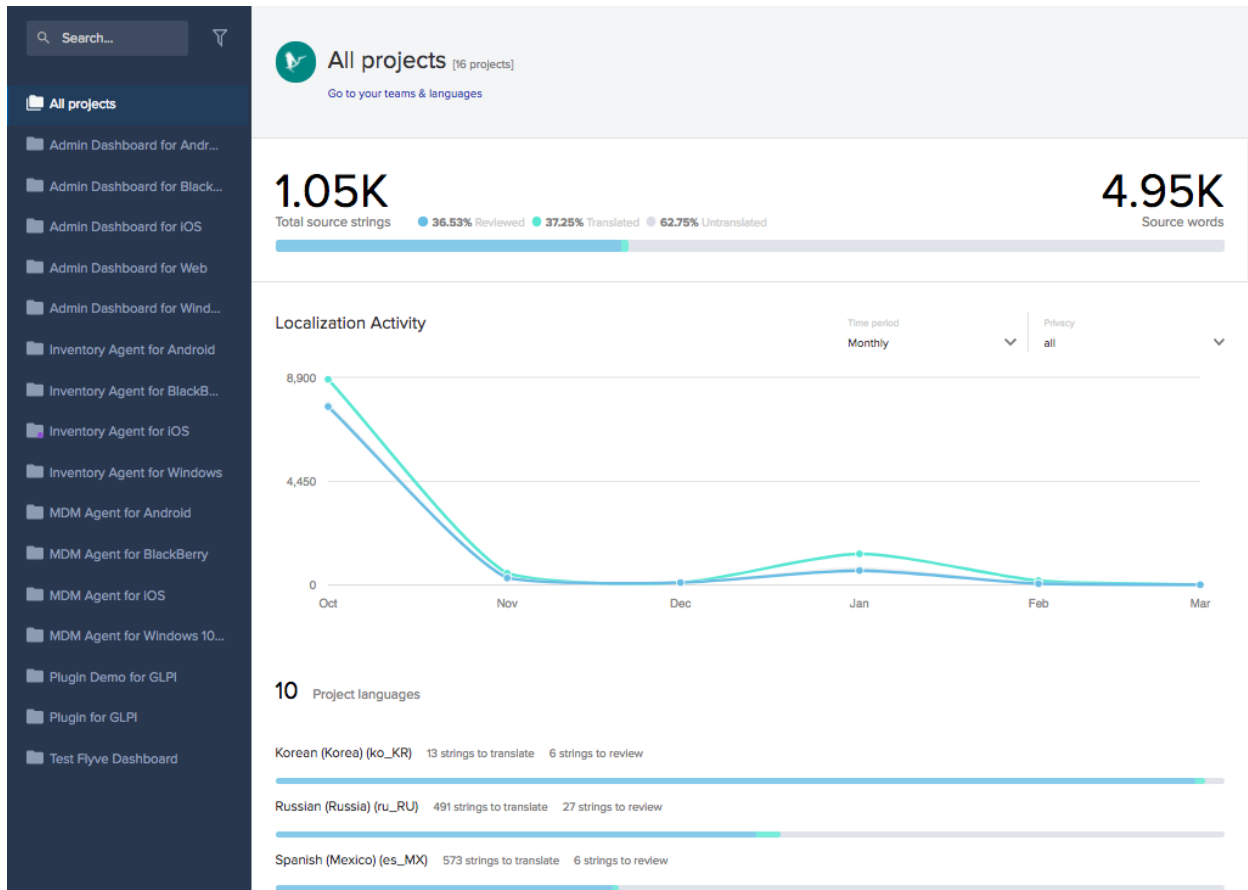 Search...
All projects
Admin Dashboard for Andr...
Admin Dashboard for Black...
Admin Dashboard for iOS
Admin Dashboard for Web
Admin Dashboard for Wind...
Inventory Agent for Android
Inventory Agent for BlackB...
Inventory Agent for iOS
Inventory Agent for Windows
MDM Agent for Android
MDM Agent for BlackBerry
MDM Agent for iOS
MDM Agent for Windows 10...
Plugin Demo for GLPI
Plugin for GLPI
Test Flyve Dashboard
All projects [16 projects]
Go to your teams & languages
1.05K 4.95K
Total source strings 36.53% Reviewed 37.25% Translated 62.75% Untranslated Source words
Localization Activity
Time period Privacy
Monthly all
8,900
4,450
0
Oct Nov Dec Jan Feb Mar
10 Project languages
Korean (Korea) (ko_KR) 13 strings to translate 6 strings to review
Russian (Russia) (ru_RU) 491 strings to translate 27 strings to review
Spanish (Mexico) (es_MX) 573 strings to translate 6 strings to review